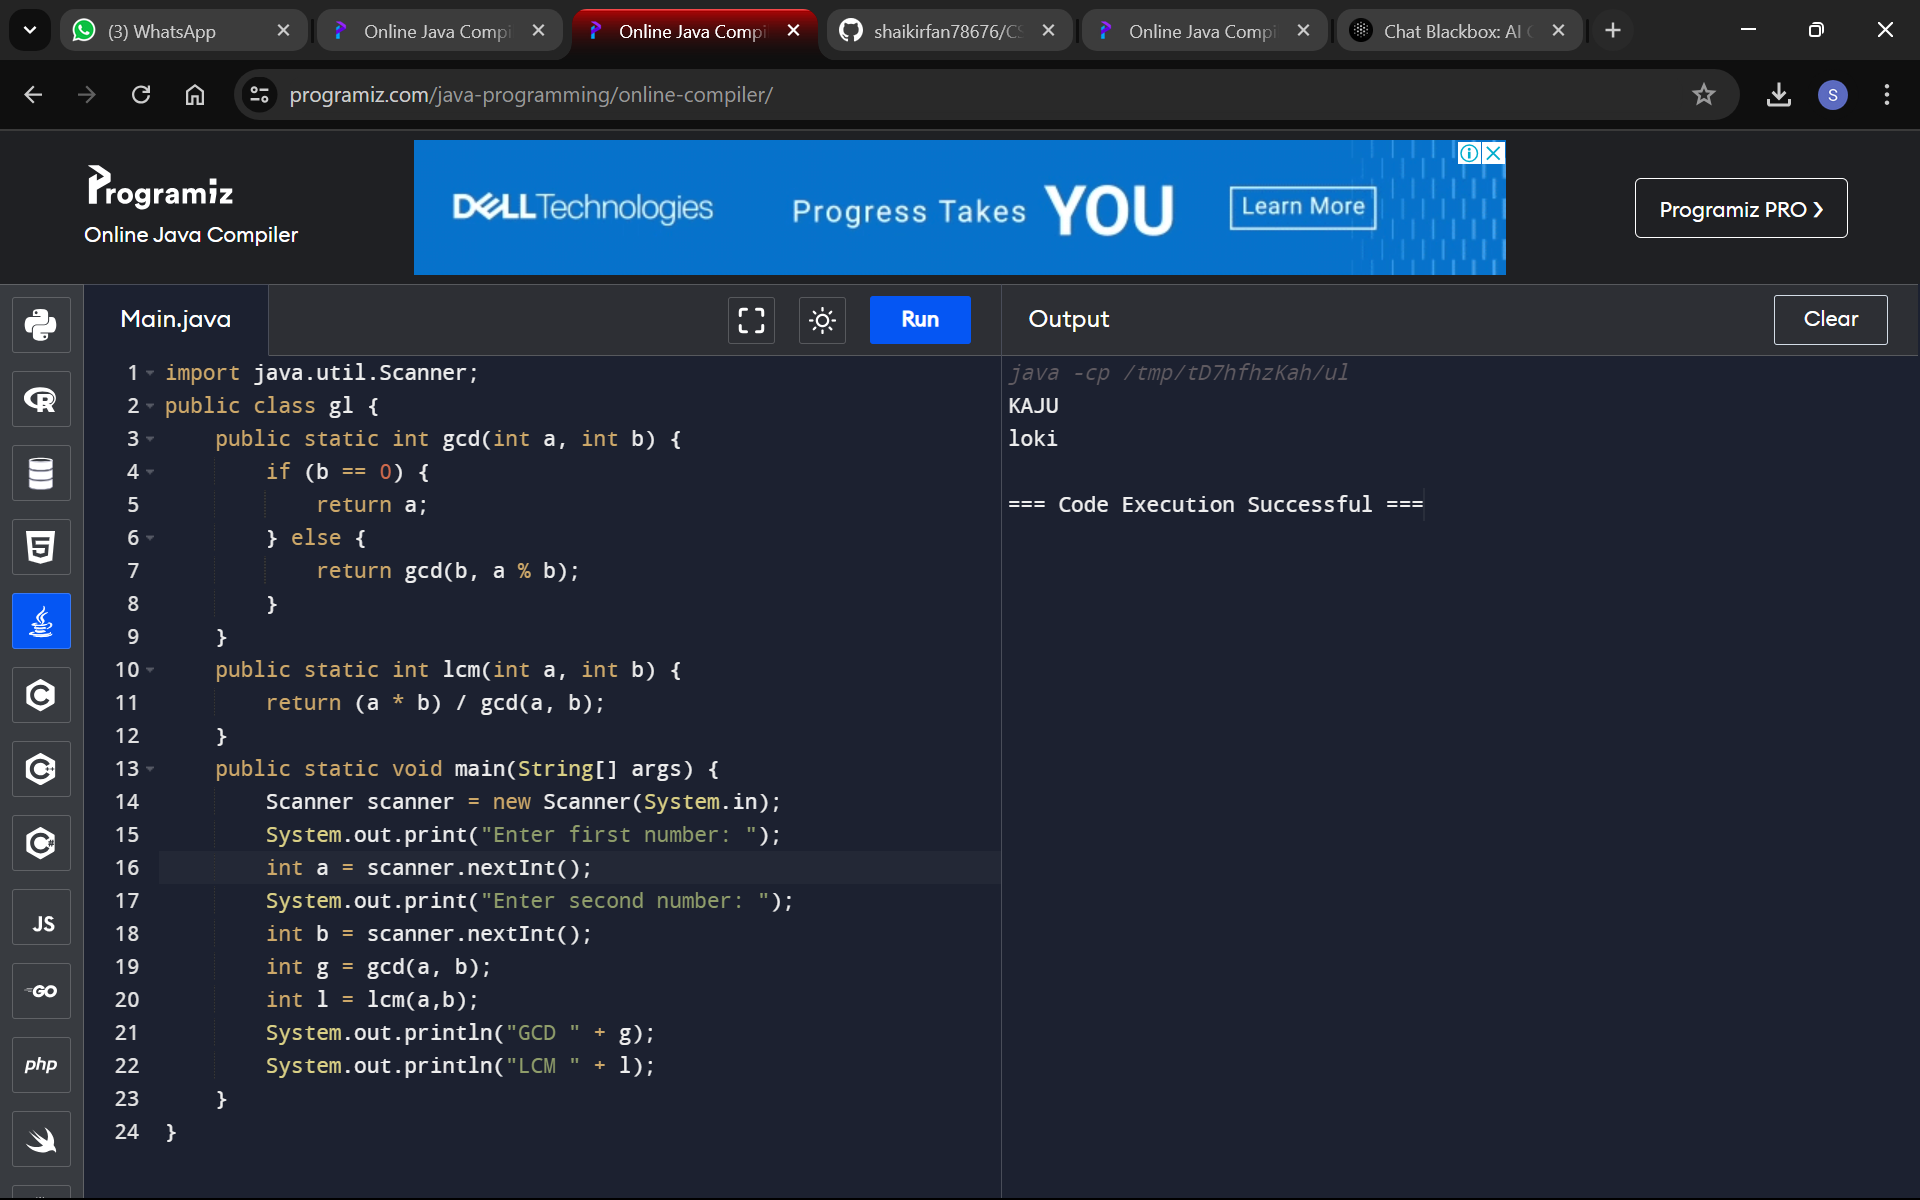 (3) WhatsApp
Online Java Compi
Online Java Compi
shaikirfan78676/CS
Online Java Compi
Chat Blackbox: AI C
programiz.com/java-programming/online-compiler/
S
Programiz
Online Java Compiler
DELLTechnologies
Progress Takes YOU
Learn More
Programiz PRO ❯
Main.java
Run
Output
Clear
1 import java.util.Scanner;
2 public class gl {
3     public static int gcd(int a, int b) {
4         if (b == 0) {
5             return a;
6         } else {
7             return gcd(b, a % b);
8         }
9     }
10     public static int lcm(int a, int b) {
11         return (a * b) / gcd(a, b);
12     }
13     public static void main(String[] args) {
14         Scanner scanner = new Scanner(System.in);
15         System.out.print("Enter first number: ");
16         int a = scanner.nextInt();
17         System.out.print("Enter second number: ");
18         int b = scanner.nextInt();
19         int g = gcd(a, b);
20         int l = lcm(a,b);
21         System.out.println("GCD " + g);
22         System.out.println("LCM " + l);
23     }
24 }
java -cp /tmp/tD7hfhzKah/ul
KAJU
loki
=== Code Execution Successful ===
R
5
C
C++
C#
JS
GO
php